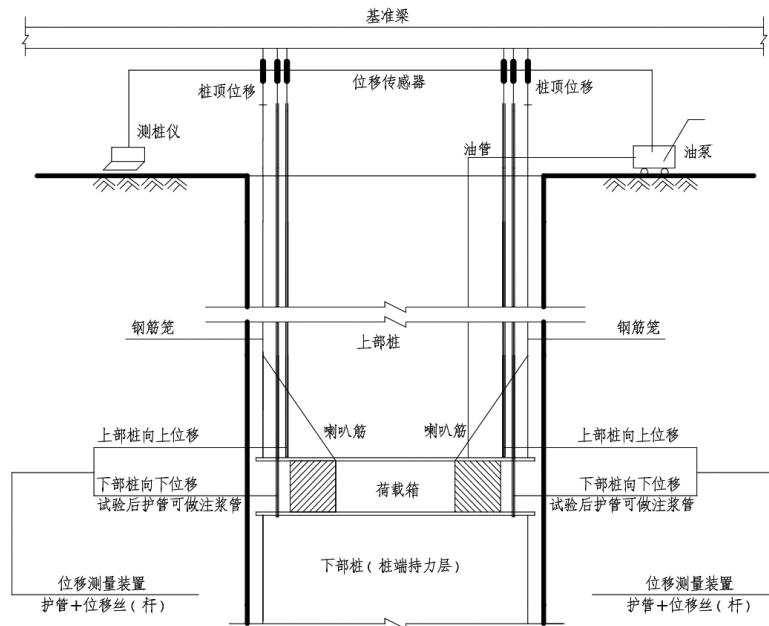 基准梁
桩顶位移
位移传感器
桩顶位移
测桩仪
油管
油泵
钢筋笼
上部桩
钢筋笼
喇叭筋
喇叭筋
上部桩向上位移
上部桩向上位移
下部桩向下位移
荷载箱
下部桩向下位移
试验后护管可做注浆管
试验后护管可做注浆管
下部桩(桩端持力层)
位移测量装置
位移测量装置
护管+位移丝(杆)
护管+位移丝(杆)